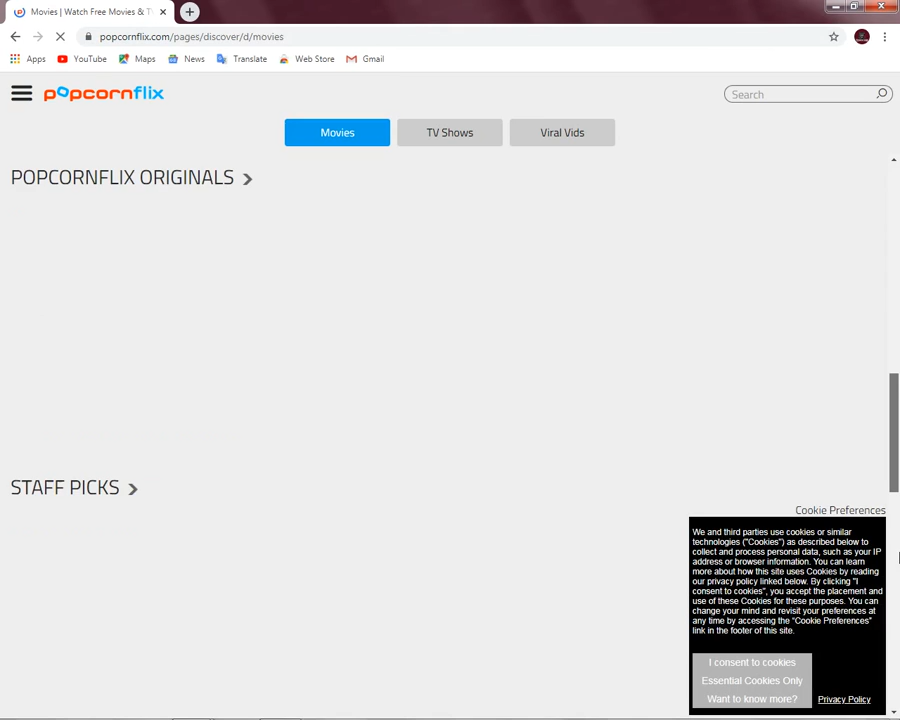 Movies | Watch Free Movies & T
popcornflix.com/pages/discover/d/movies
Apps YouTube Maps News Translate Web Store Gmail
popcornflix
Search
Movies TV Shows Viral Vids
POPCORNFLIX ORIGINALS
STAFF PICKS
Cookie Preferences
We and third parties use cookies or similar
technologies ("Cookies") as described below to
collect and process personal data, such as your IP
address or browser information. You can learn
more about how this site uses Cookies by reading
our privacy policy linked below. By clicking "I
consent to cookies", you accept the placement and
use of these Cookies for these purposes. You can
change your mind and revisit your preferences at
any time by accessing the "Cookie Preferences"
link in the footer of this site.
I consent to cookies
Essential Cookies Only
Want to know more?
Privacy Policy